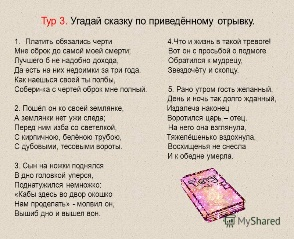 Тур 3. Угадай сказку по приведённому отрывку.
1. Платить обязались черти
Мне оброк до самой моей смерти;
Лучшего б не надобно дохода,
Да есть на них недоимки за три года.
Как наешься своей ты полбы,
Собери-ка с чертей оброк мне полный.
2. Пошёл он ко своей землянке,
А землянки нет ужи следа;
Перед ним изба со светелкой,
С кирпичною, белёною трубою,
С дубовыми, тесовыми вороты.
3. Сын на ножки поднялся
В дно головкой уперся,
Поднатужился немножко:
«Кабы здесь во двор окошко
Нам проделать» - молвил он,
Вышиб дно и вышел вон.
4.Что и жизнь в такой тревоге!
Вот он с просьбой о подмоге
Обратился к мудрецу,
Звездочёту и скопцу.
5. Рано утром гость желанный,
День и ночь так долго жданный,
Издалеча наконец
Воротился царь – отец.
На него она взглянула,
Тяжелёшенько вздохнула,
Восхищенья не снесла
И к обедне умерла.
MyShared